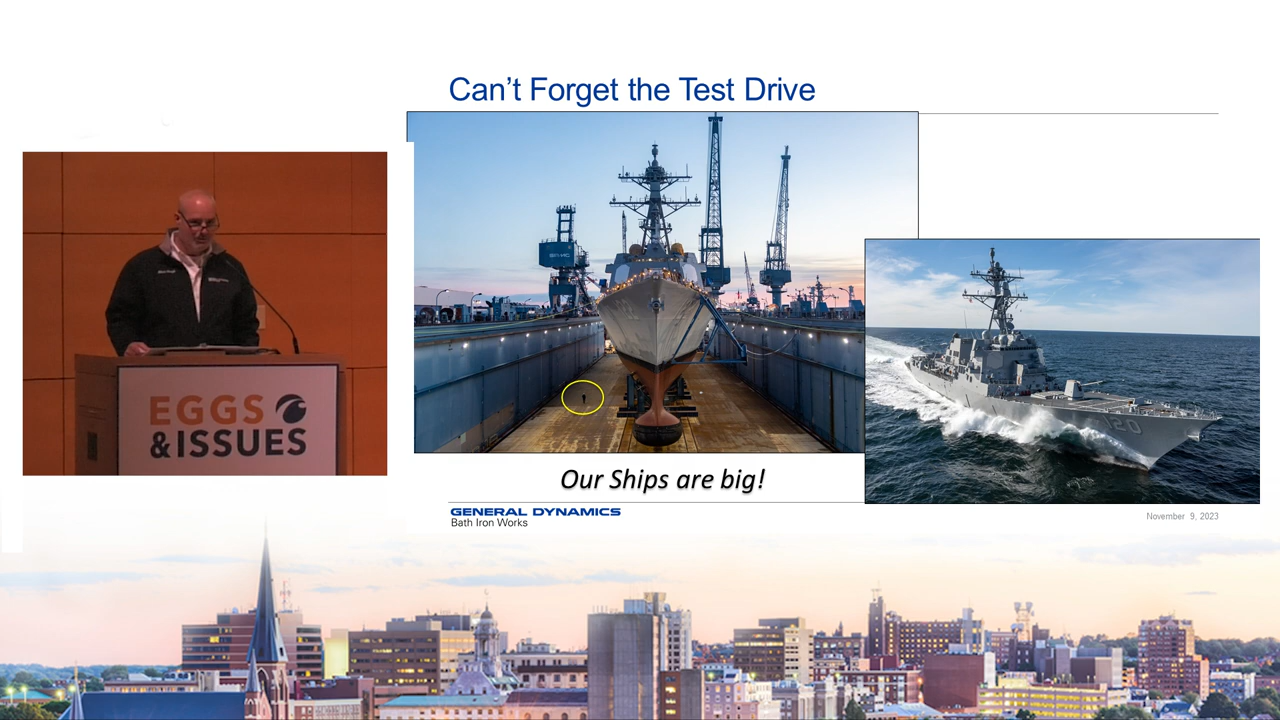 Can't Forget the Test Drive
EGGS
&ISSUES
120
Our Ships are big!
GENERAL DYNAMICS
Bath Iron Works
November 9, 2023